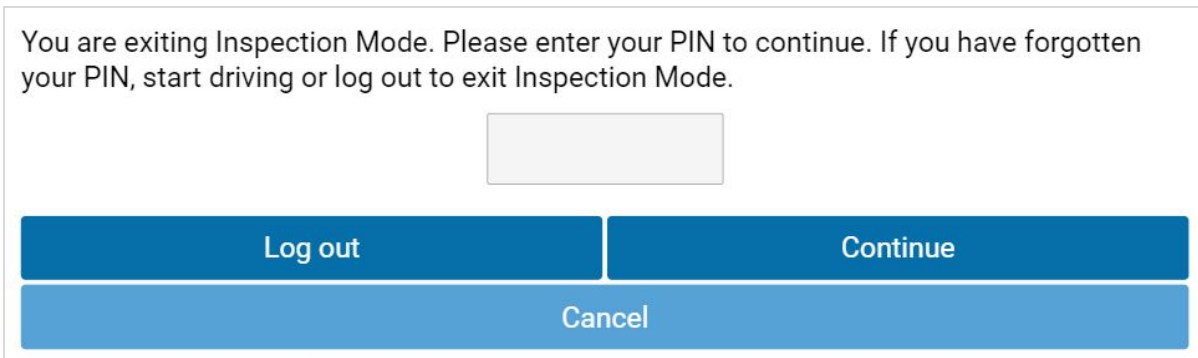 You are exiting Inspection Mode. Please enter your PIN to continue. If you have forgotten
your PIN, start driving or log out to exit Inspection Mode.
Log out
Continue
Cancel